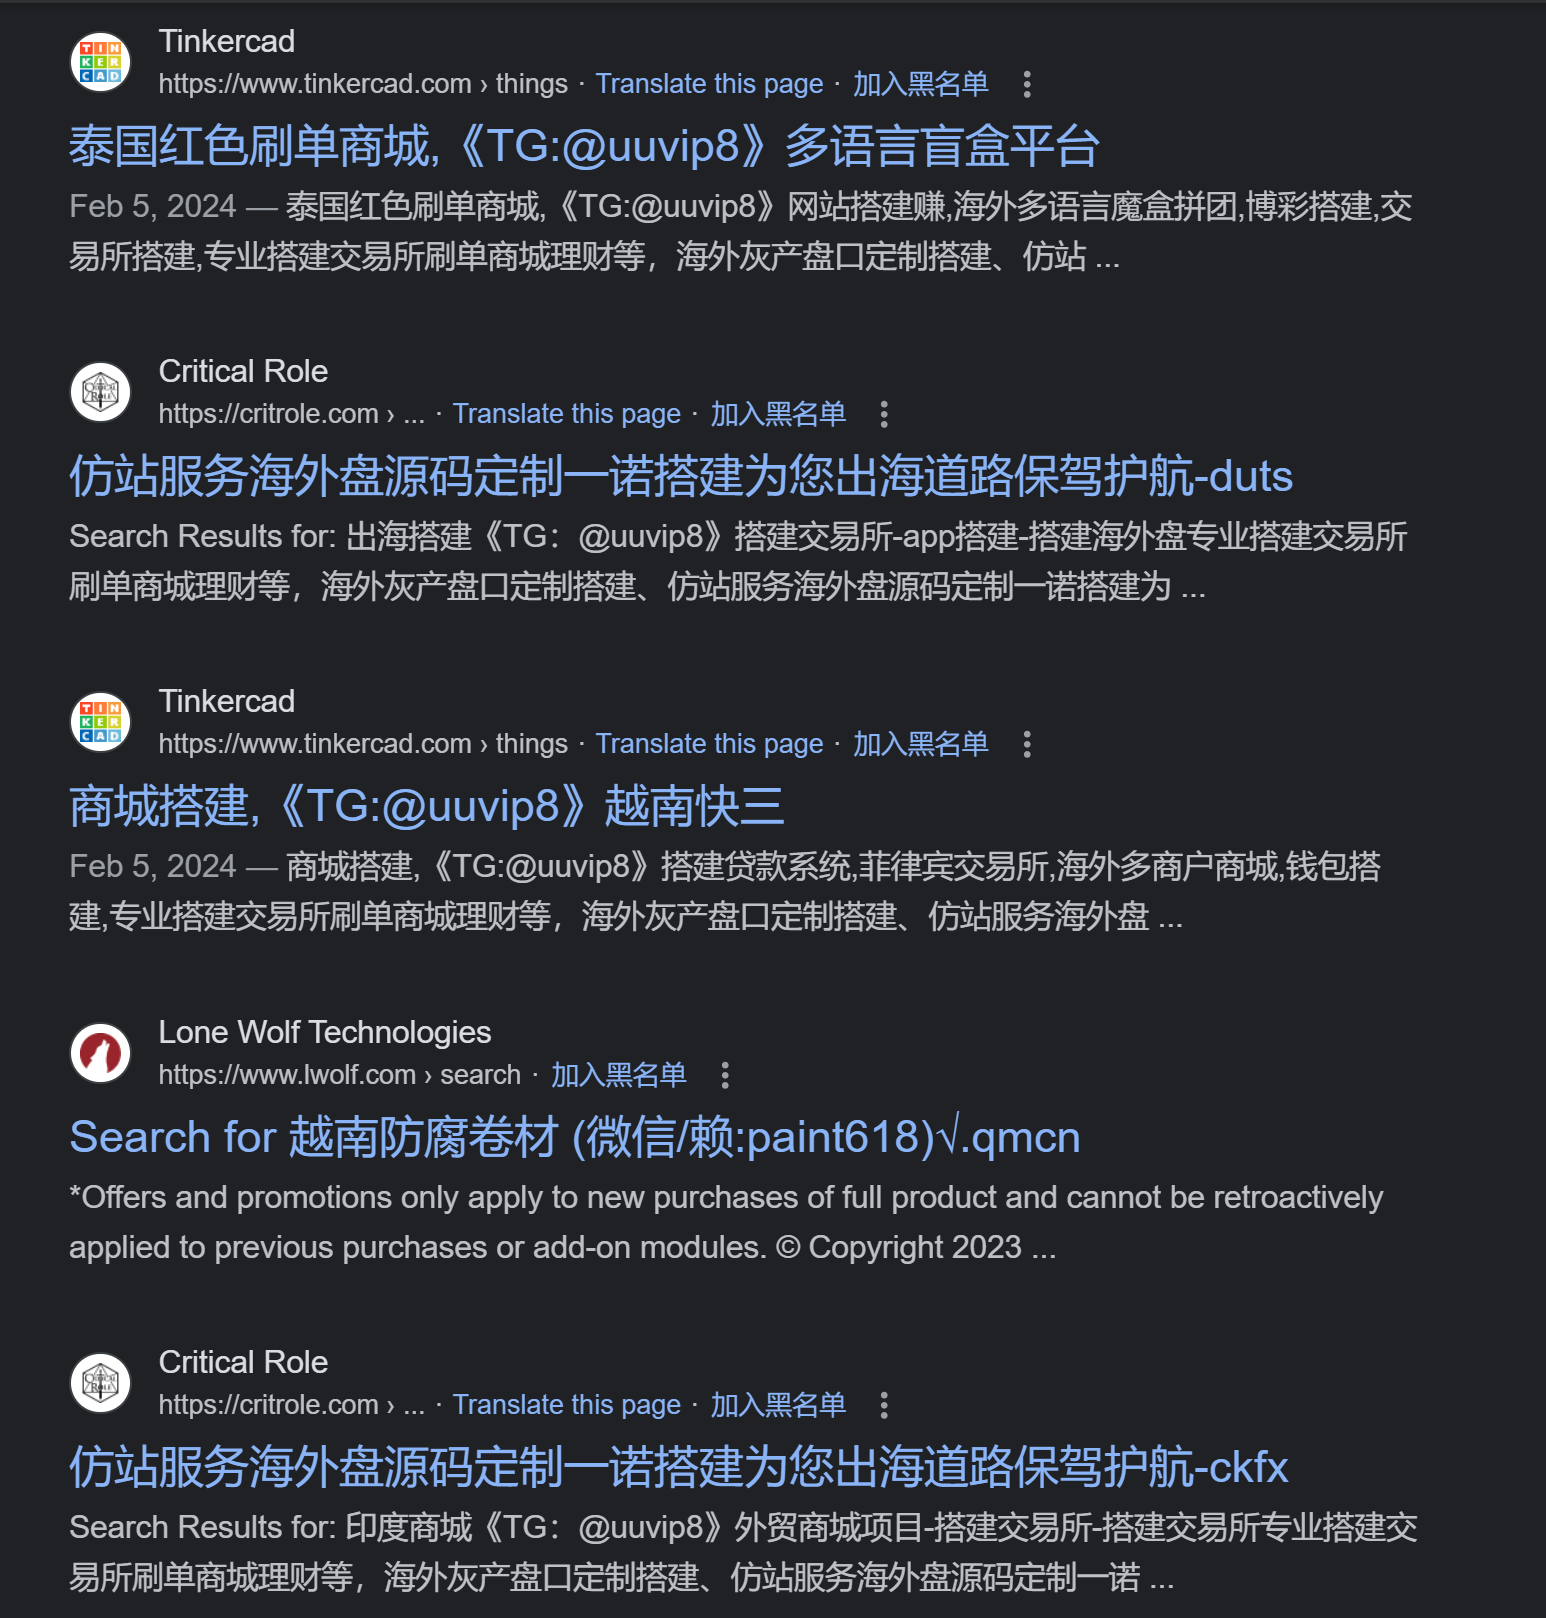 Tinkercad
https://www.tinkercad.com › things · Translate this page · 加入黑名单
泰国红色刷单商城,《TG:@uuvip8》多语言盲盒平台
Feb 5, 2024 — 泰国红色刷单商城,《TG:@uuvip8》网站搭建赚,海外多语言魔盒拼团,博彩搭建,交
易所搭建,专业搭建交易所刷单商城理财等，海外灰产盘口定制搭建、仿站 ...
Critical Role
https://critrole.com › ... · Translate this page · 加入黑名单
仿站服务海外盘源码定制一诺搭建为您出海道路保驾护航-duts
Search Results for: 出海搭建《TG：@uuvip8》搭建交易所-app搭建-搭建海外盘专业搭建交易所
刷单商城理财等，海外灰产盘口定制搭建、仿站服务海外盘源码定制一诺搭建为 ...
Tinkercad
https://www.tinkercad.com › things · Translate this page · 加入黑名单
商城搭建,《TG:@uuvip8》越南快三
Feb 5, 2024 — 商城搭建,《TG:@uuvip8》搭建贷款系统,菲律宾交易所,海外多商户商城,钱包搭
建,专业搭建交易所刷单商城理财等，海外灰产盘口定制搭建、仿站服务海外盘 ...
Lone Wolf Technologies
https://www.lwolf.com › search · 加入黑名单
Search for 越南防腐卷材 (微信/赖:paint618)√.qmcn
*Offers and promotions only apply to new purchases of full product and cannot be retroactively
applied to previous purchases or add-on modules. © Copyright 2023 ...
Critical Role
https://critrole.com › ... · Translate this page · 加入黑名单
仿站服务海外盘源码定制一诺搭建为您出海道路保驾护航-ckfx
Search Results for: 印度商城《TG：@uuvip8》外贸商城项目-搭建交易所-搭建交易所专业搭建交
易所刷单商城理财等，海外灰产盘口定制搭建、仿站服务海外盘源码定制一诺 ...